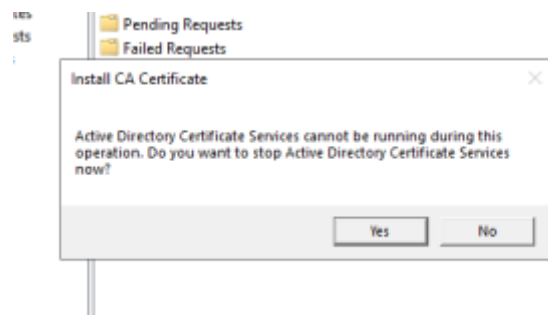 Pending Requests
sts
Failed Requests
Install CA Certificate
Active Directory Certificate Services cannot be running during this
operation. Do you want to stop Active Directory Certificate Services
now?
Yes
No